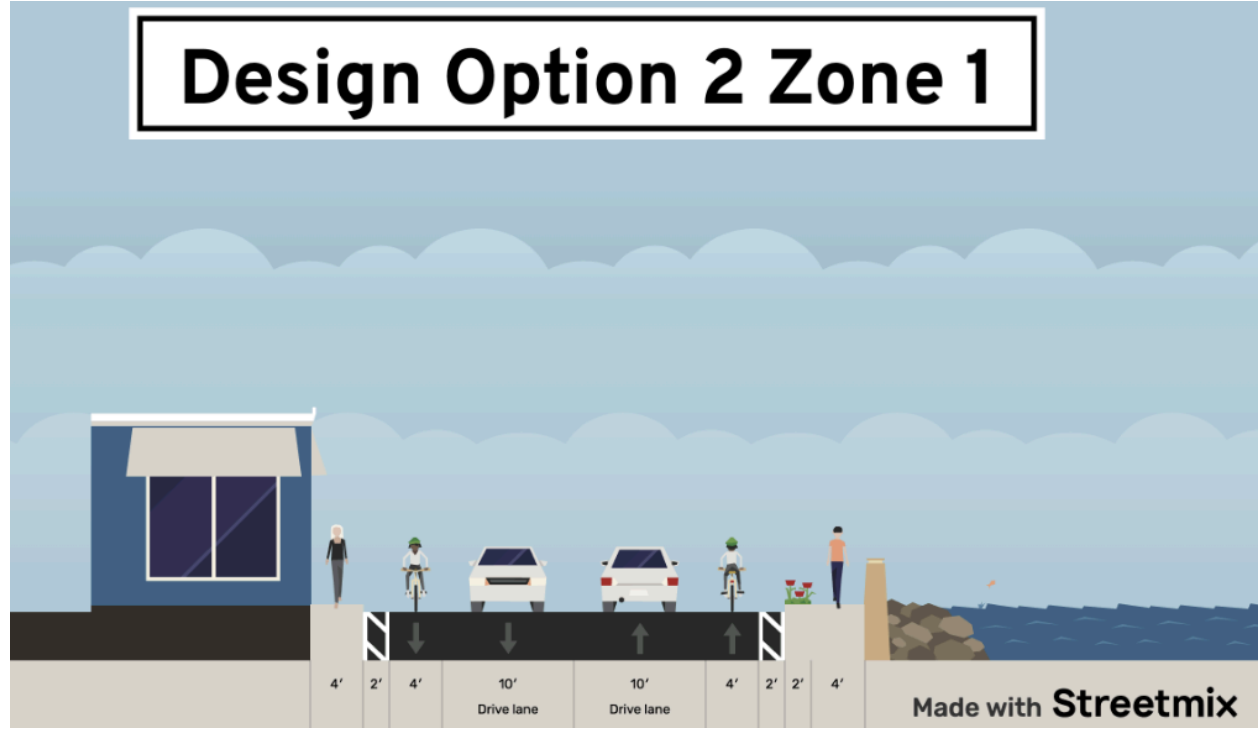 Design Option 2 Zone 1
4′ 2′ 4′ 10′ 10′ 4′ 2′ 2′ 4′
Drive lane Drive lane
Made with Streetmix